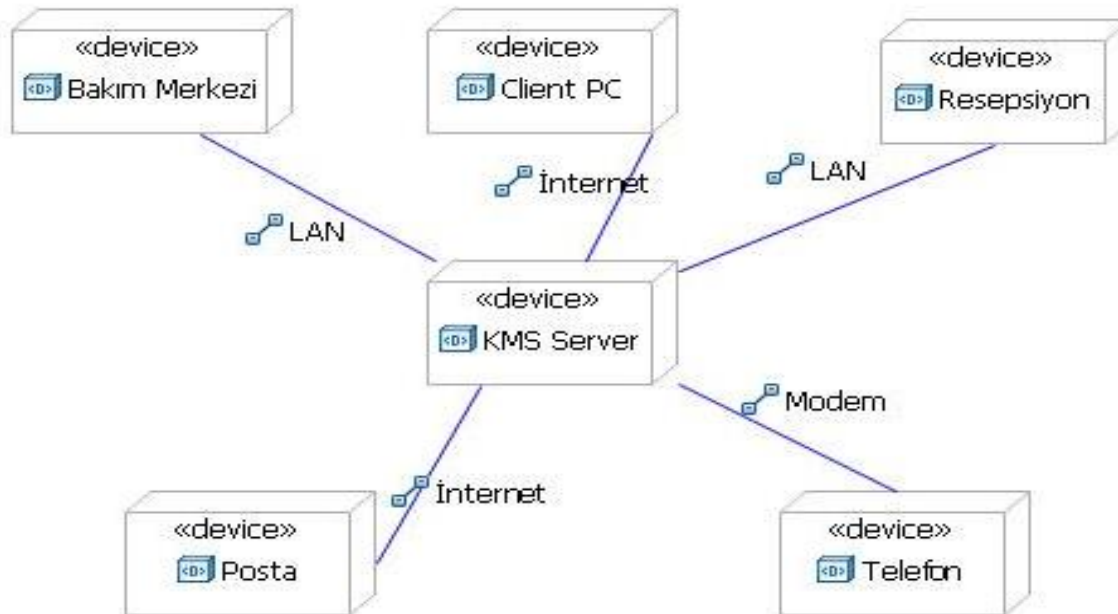 «device»
Bakım Merkezi
«device»
Client PC
«device»
Resepsiyon
İnternet
LAN
LAN
«device»
KMS Server
Modem
İnternet
«device»
Posta
«device»
Telefon